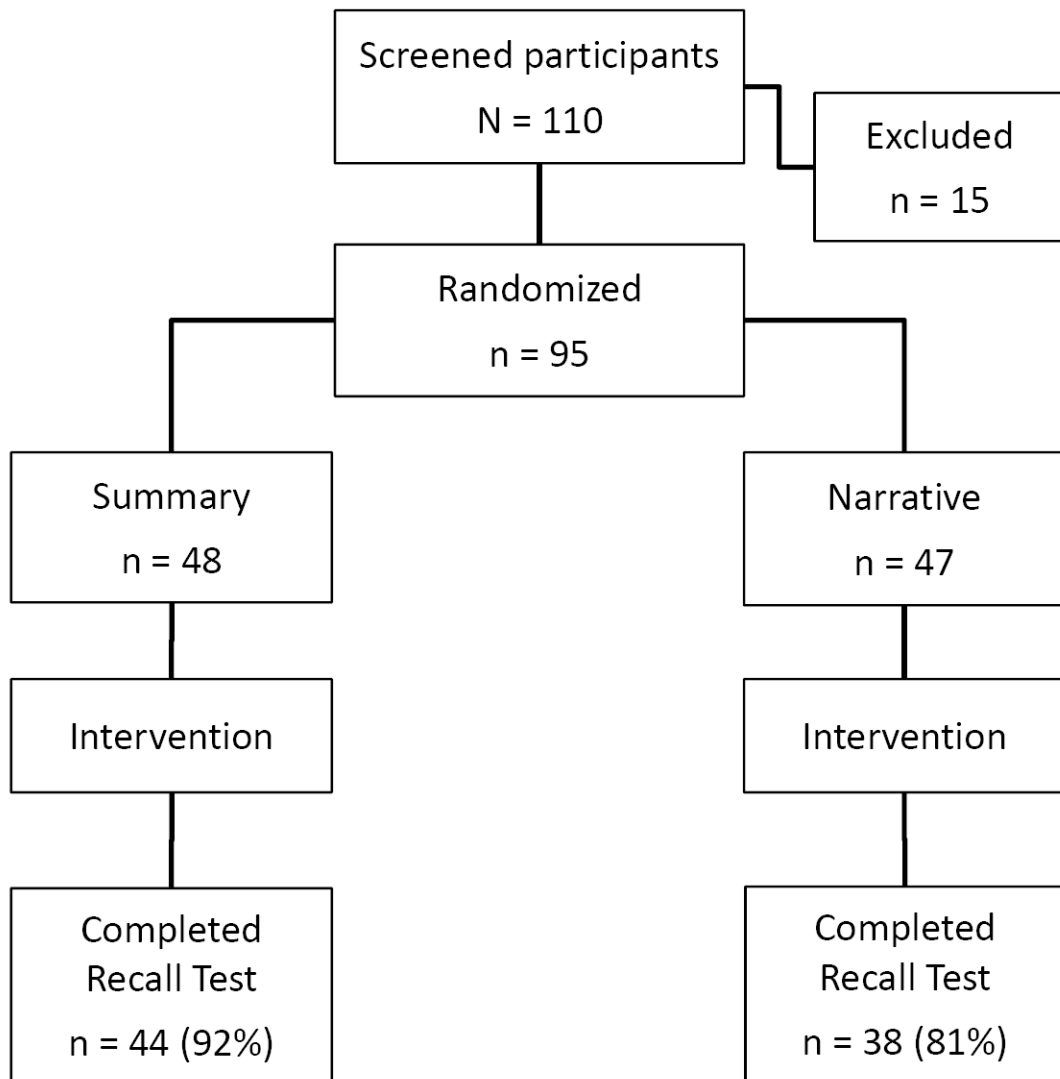 Screened participants
N = 110
Excluded
n = 15
Randomized
n = 95
Summary
n = 48
Narrative
n = 47
Intervention
Intervention
Completed
Recall Test
n = 44 (92%)
Completed
Recall Test
n = 38 (81%)